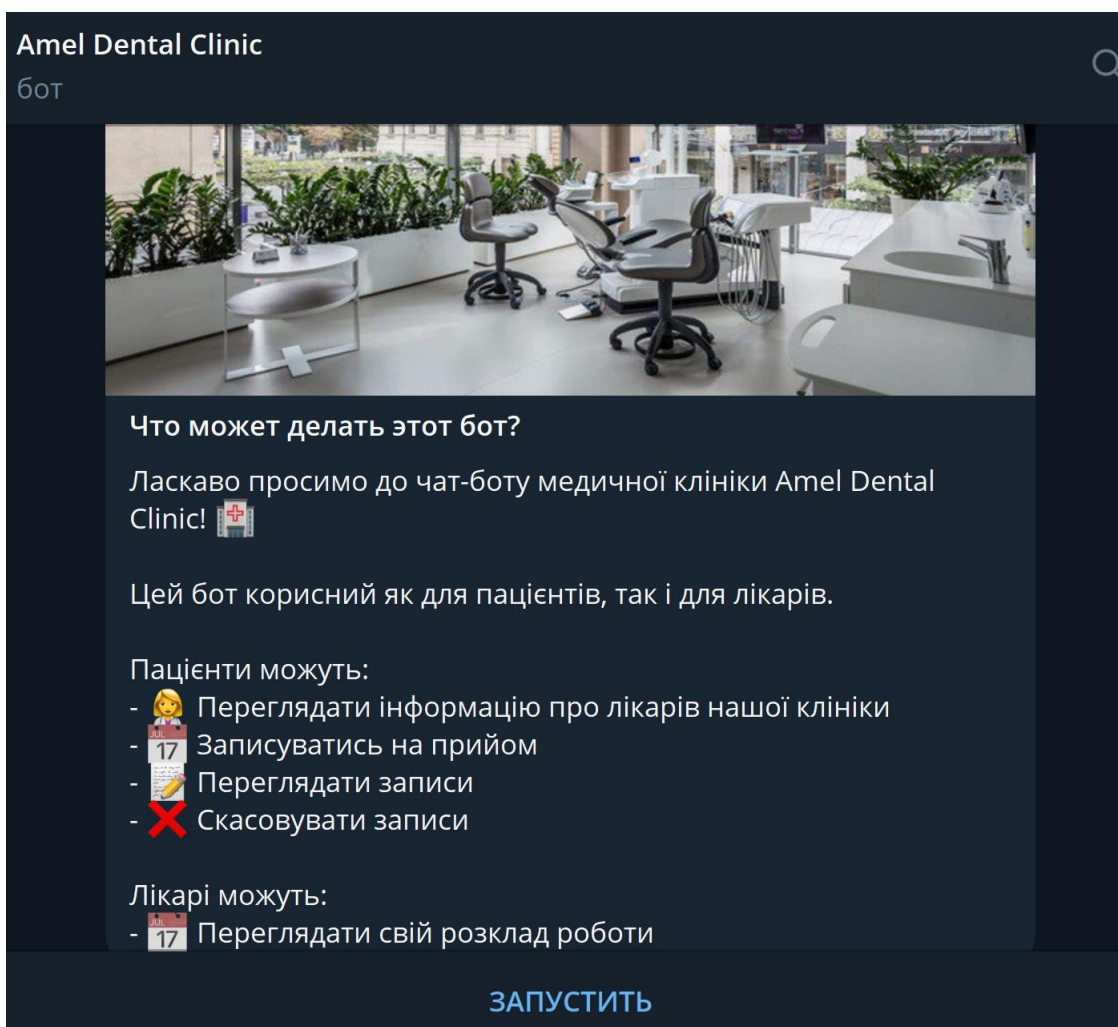 Amel Dental Clinic
бот
Что может делать этот бот?
Ласкаво просимо до чат-боту медичної клініки Amel Dental
Clinic! 🏥
Цей бот корисний як для пацієнтів, так і для лікарів.
Пацієнти можуть:
- 👩‍⚕️ Переглядати інформацію про лікарів нашої клініки
- 📅 Записуватись на прийом
- 📝 Переглядати записи
- ❌ Скасовувати записи
Лікарі можуть:
- 📅 Переглядати свій розклад роботи
ЗАПУСТИТЬ